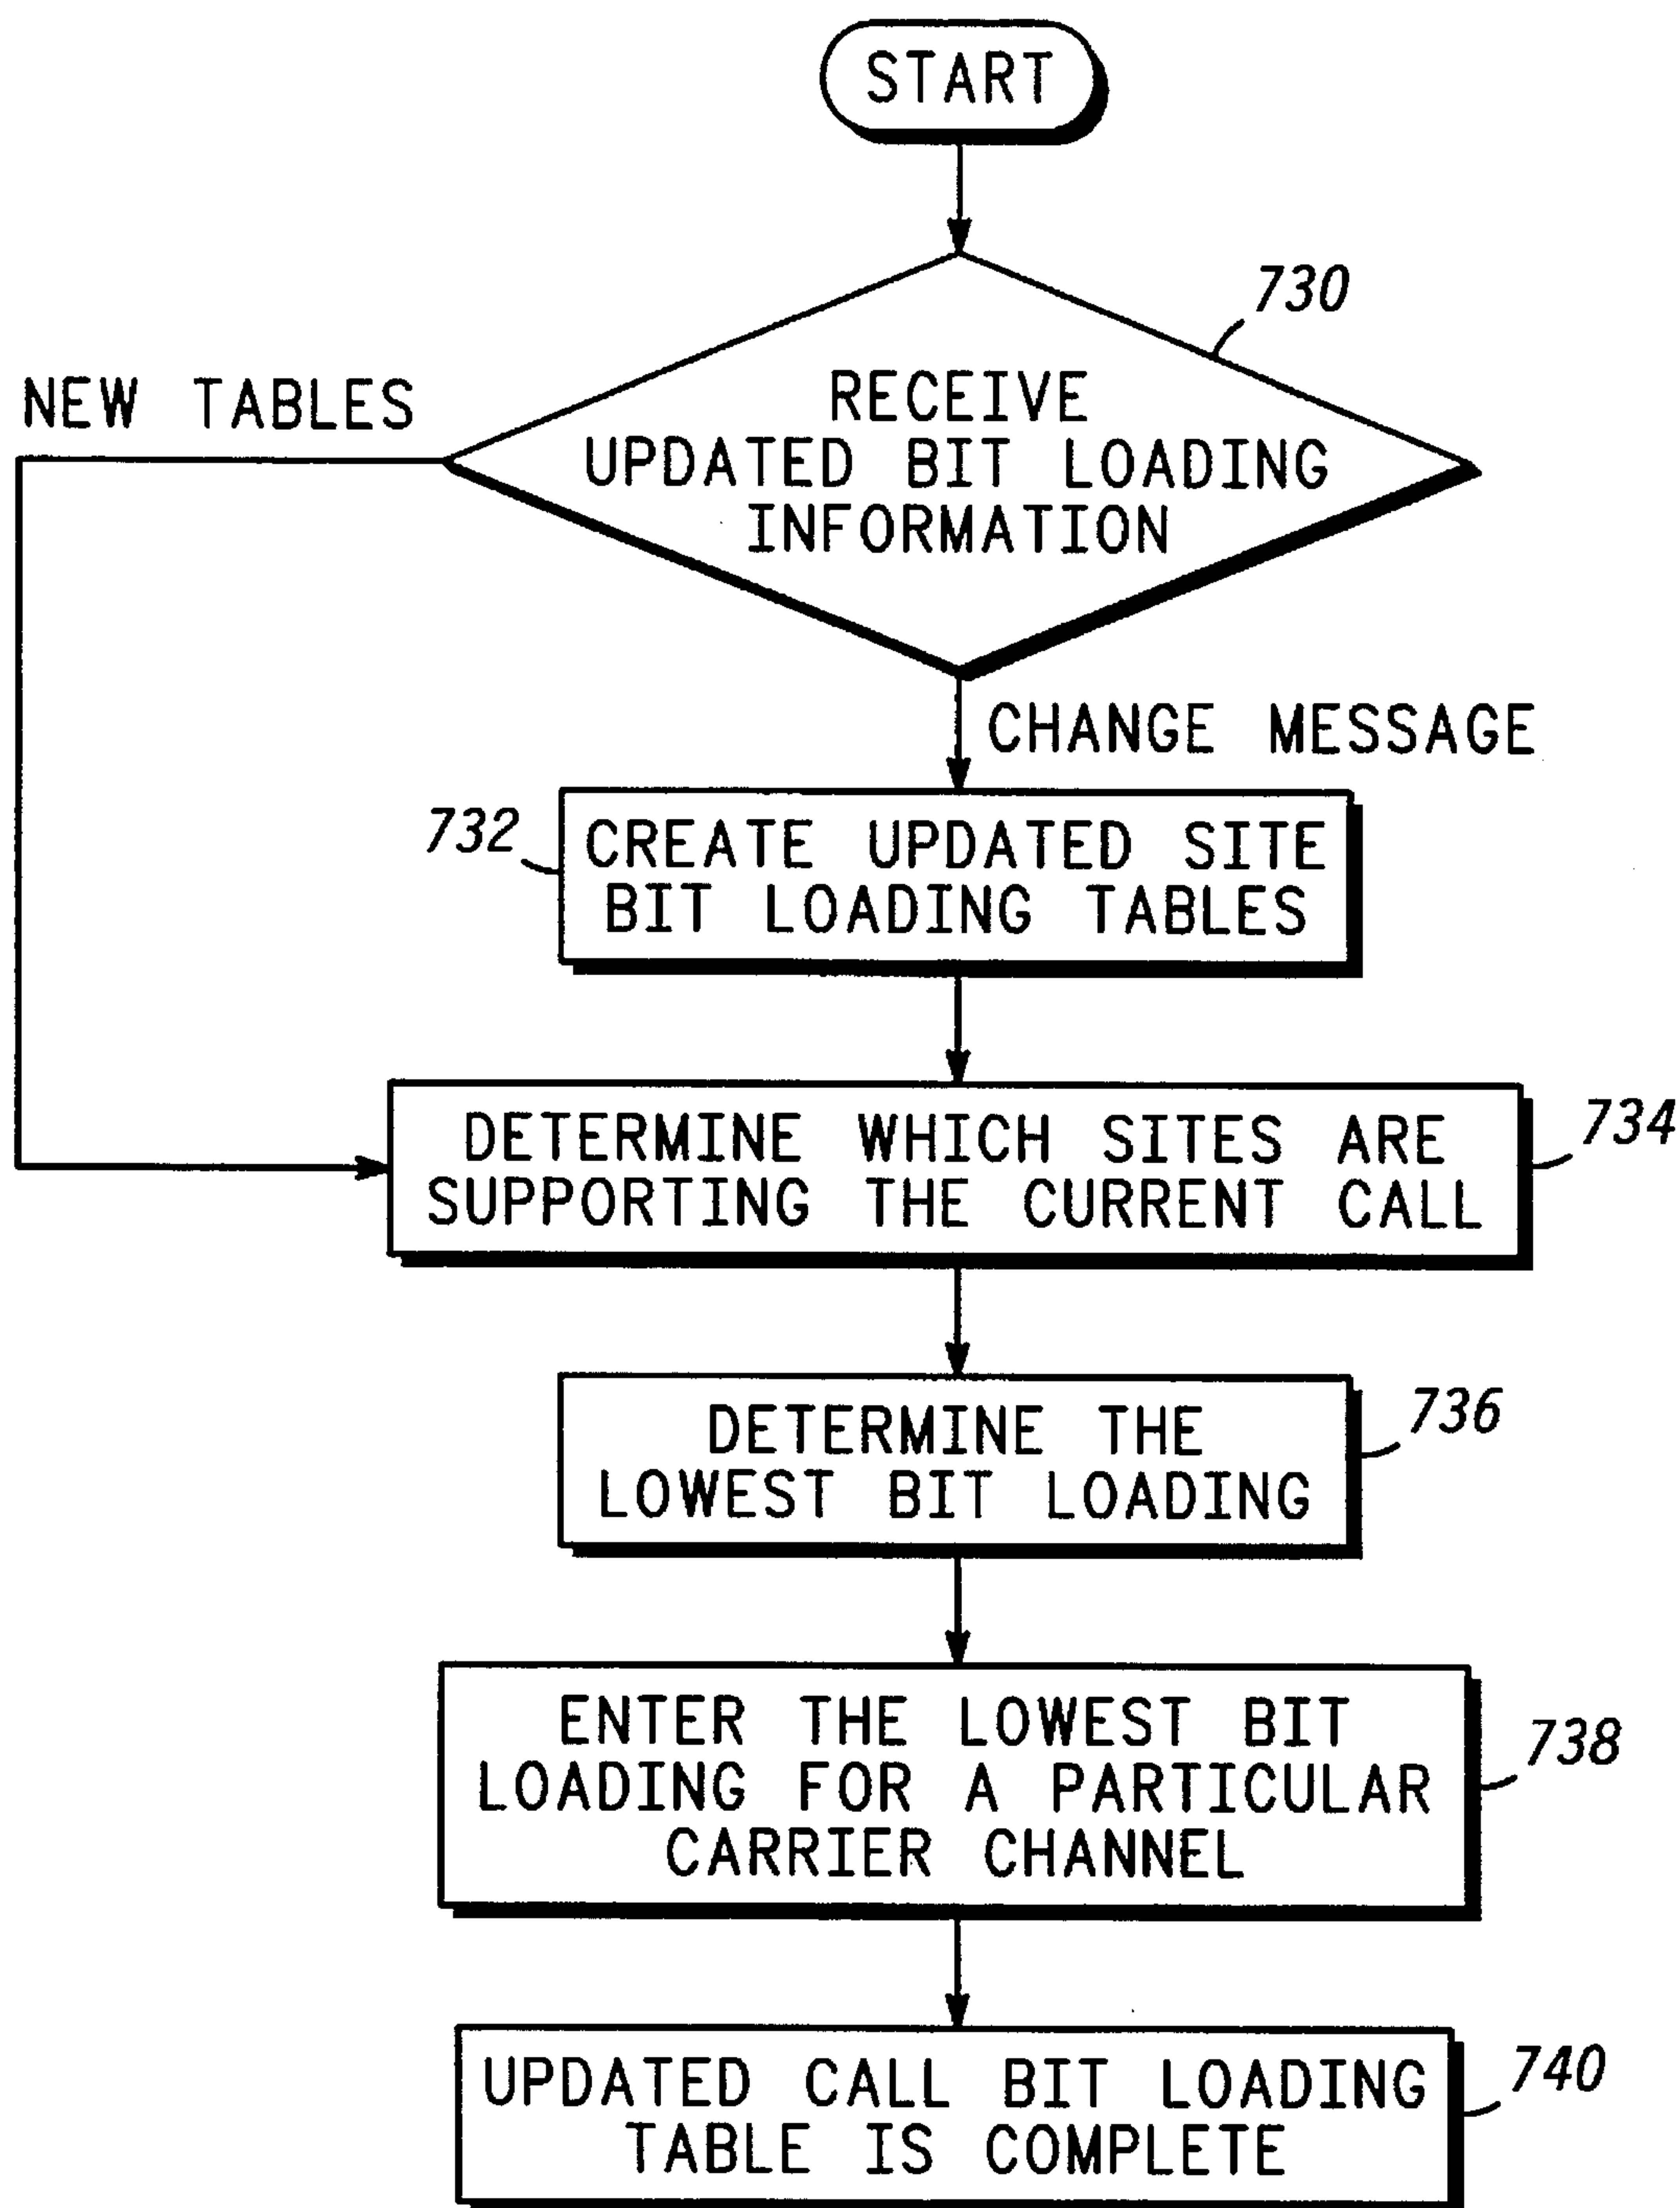 START
730
RECEIVE
UPDATED BIT LOADING
INFORMATION
NEW TABLES
CHANGE MESSAGE
732
CREATE UPDATED SITE
BIT LOADING TABLES
734
DETERMINE WHICH SITES ARE
SUPPORTING THE CURRENT CALL
736
DETERMINE THE
LOWEST BIT LOADING
738
ENTER THE LOWEST BIT
LOADING FOR A PARTICULAR
CARRIER CHANNEL
740
UPDATED CALL BIT LOADING
TABLE IS COMPLETE